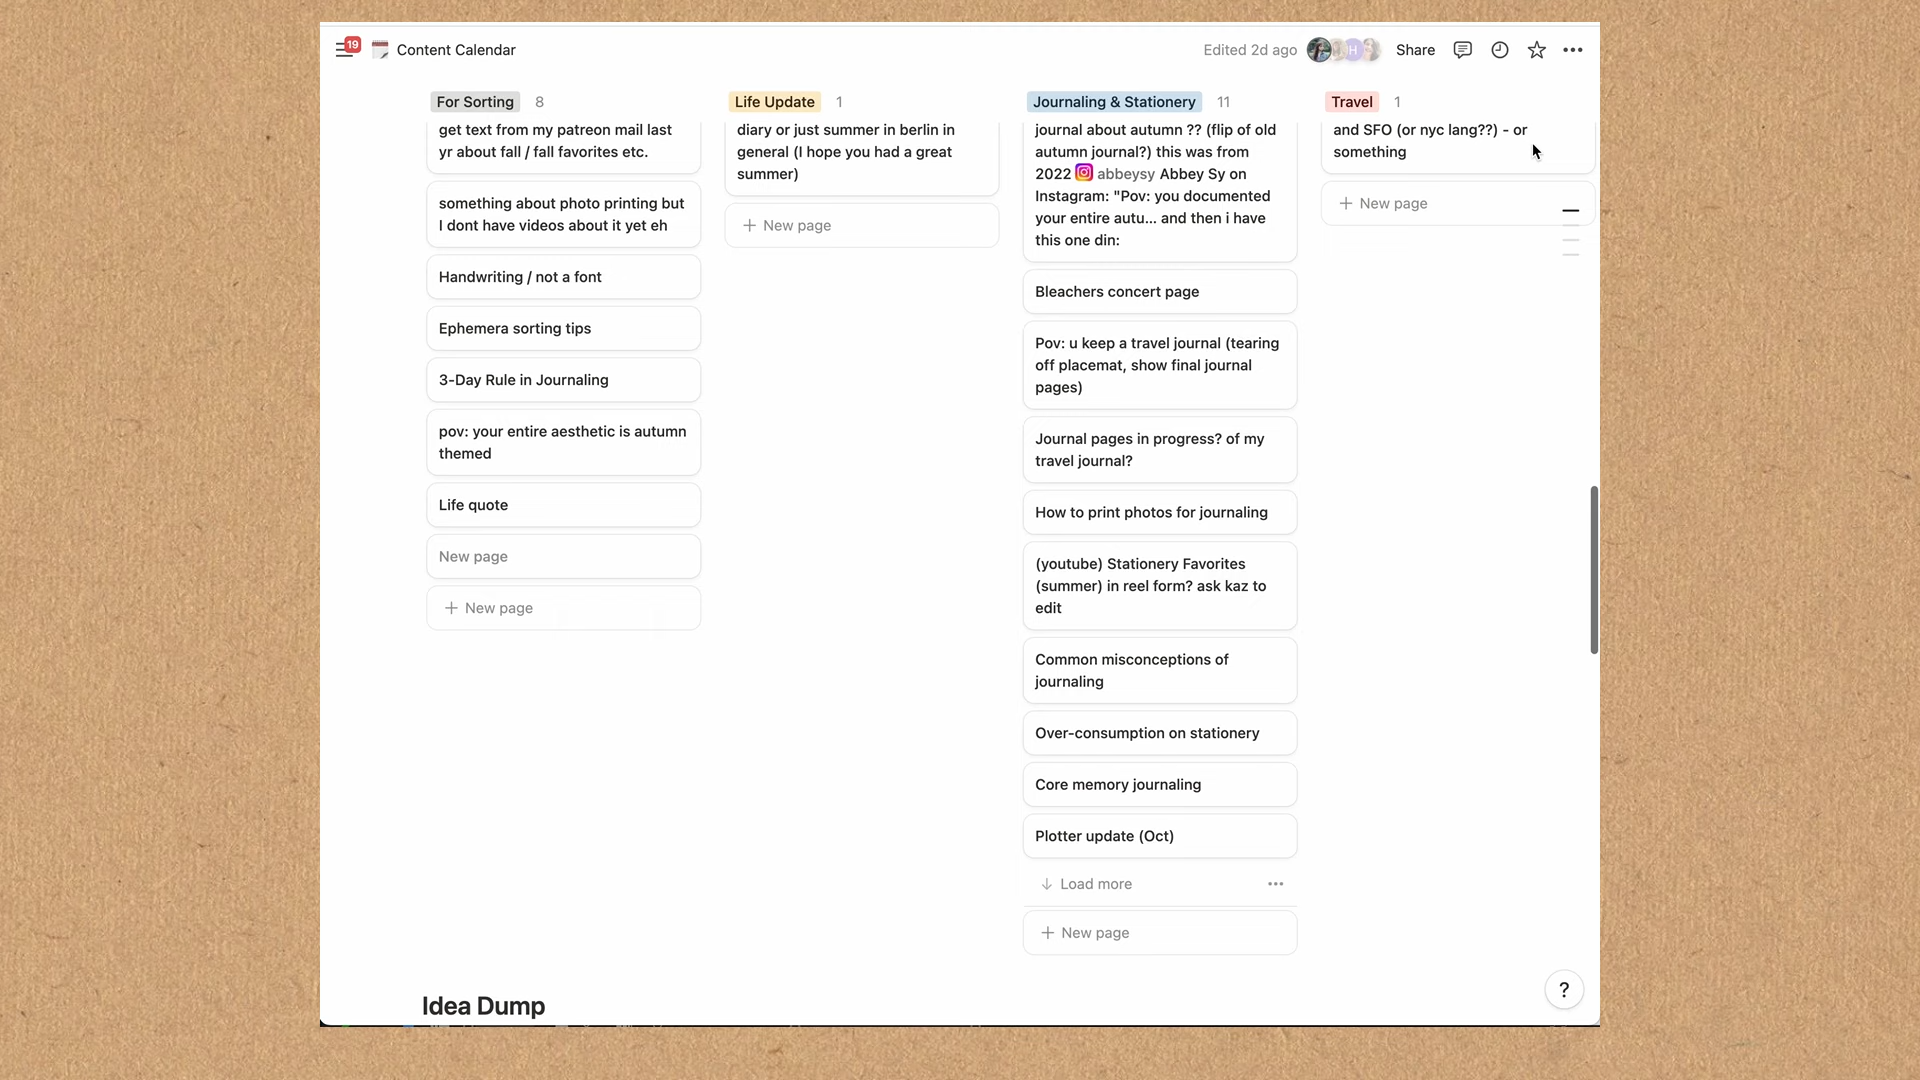 19
Content Calendar
Edited 2d ago
H
Share
For Sorting 8
get text from my patreon mail last
yr about fall / fall favorites etc.
something about photo printing but
I dont have videos about it yet eh
Handwriting / not a font
Ephemera sorting tips
3-Day Rule in Journaling
pov: your entire aesthetic is autumn
themed
Life quote
New page
+ New page
Life Update 1
diary or just summer in berlin in
general (I hope you had a great
summer)
+ New page
Journaling & Stationery 11
journal about autumn ?? (flip of old
autumn journal?) this was from
2022 abbeysy Abbey Sy on
Instagram: "Pov: you documented
your entire autu... and then i have
this one din:
Bleachers concert page
Pov: u keep a travel journal (tearing
off placemat, show final journal
pages)
Journal pages in progress? of my
travel journal?
How to print photos for journaling
(youtube) Stationery Favorites
(summer) in reel form? ask kaz to
edit
Common misconceptions of
journaling
Over-consumption on stationery
Core memory journaling
Plotter update (Oct)
Load more
+ New page
Travel 1
and SFO (or nyc lang??) - or
something
+ New page
Idea Dump
?